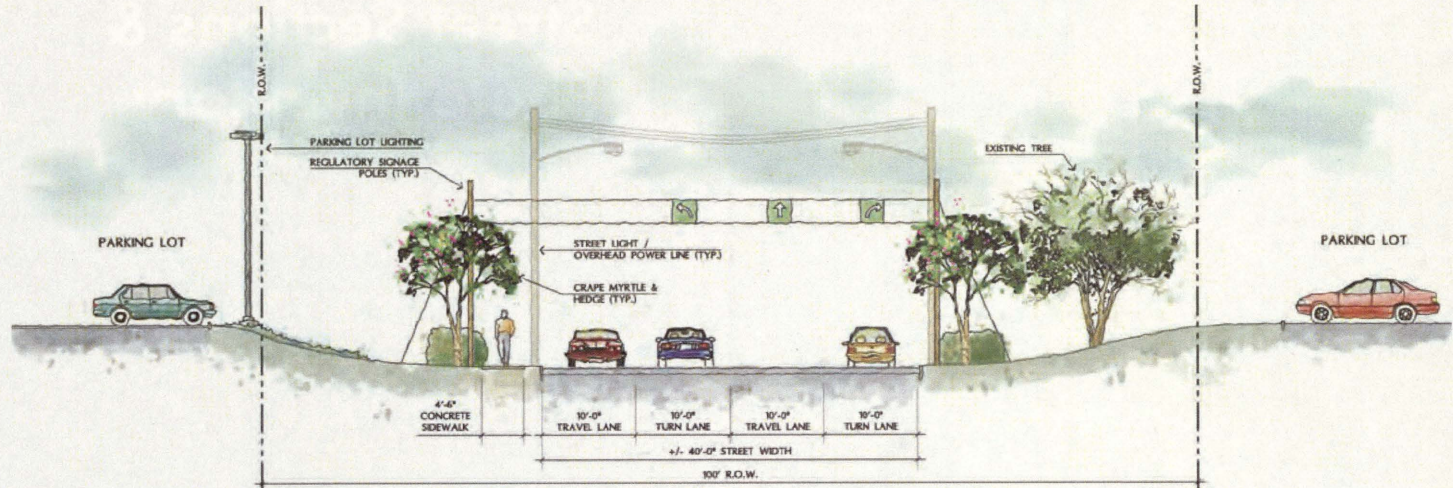 R.O.W.
R.O.W.
PARKING LOT LIGHTING
REGULATORY SIGNAGE
POLES (TYP.)
EXISTING TREE
PARKING LOT
STREET LIGHT /
OVERHEAD POWER LINE (TYP.)
CRAPE MYRTLE &
HEDGE (TYP.)
PARKING LOT
4'-6"
CONCRETE
SIDEWALK
10'-0"
TRAVEL LANE
10'-0"
TURN LANE
10'-0"
TRAVEL LANE
10'-0"
TURN LANE
+/- 40'-0" STREET WIDTH
100' R.O.W.